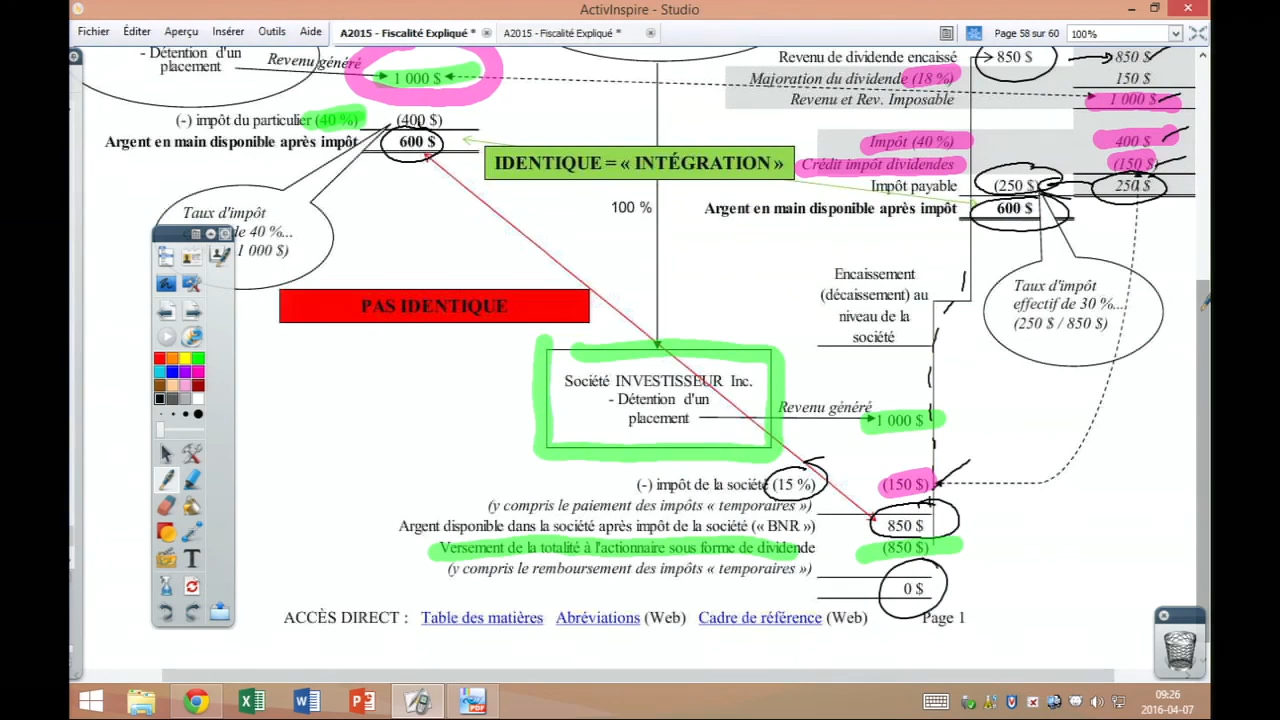 ActivInspire - Studio
Fichier Éditer Aperçu Insérer Outils Aide
A2015 - Fiscalité Expliqué *
A2015 - Fiscalité Expliqué *
Page 58 sur 60
100%
- Détention d'un
placement
Revenu généré
1 000 $
(-) impôt du particulier (40 %)
(400 $)
Argent en main disponible après impôt
600 $
Taux d'impôt
de 40 %...
1 000 $)
IDENTIQUE = « INTÉGRATION »
100 %
PAS IDENTIQUE
Revenu de dividende encaissé
850 $
850 $
Majoration du dividende (18 %)
150 $
Revenu et Rev. Imposable
1 000 $
Impôt (40 %)
400 $
Crédit impôt dividendes
(150 $)
Impôt payable
(250 $)
250 $
Argent en main disponible après impôt
600 $
Encaissement
(décaissement) au
niveau de la
société
Taux d'impôt
effectif de 30 %...
(250 $ / 850 $)
Société INVESTISSEUR Inc.
- Détention d'un
placement
Revenu généré
1 000 $
(-) impôt de la société (15 %)
(150 $)
(y compris le paiement des impôts « temporaires »)
Argent disponible dans la société après impôt de la société (« BNR »)
850 $
Versement de la totalité à l'actionnaire sous forme de dividende
(850 $)
(y compris le remboursement des impôts « temporaires »)
0 $
ACCÈS DIRECT : Table des matières Abréviations (Web) Cadre de référence (Web) Page 1
09:26
2016-04-07